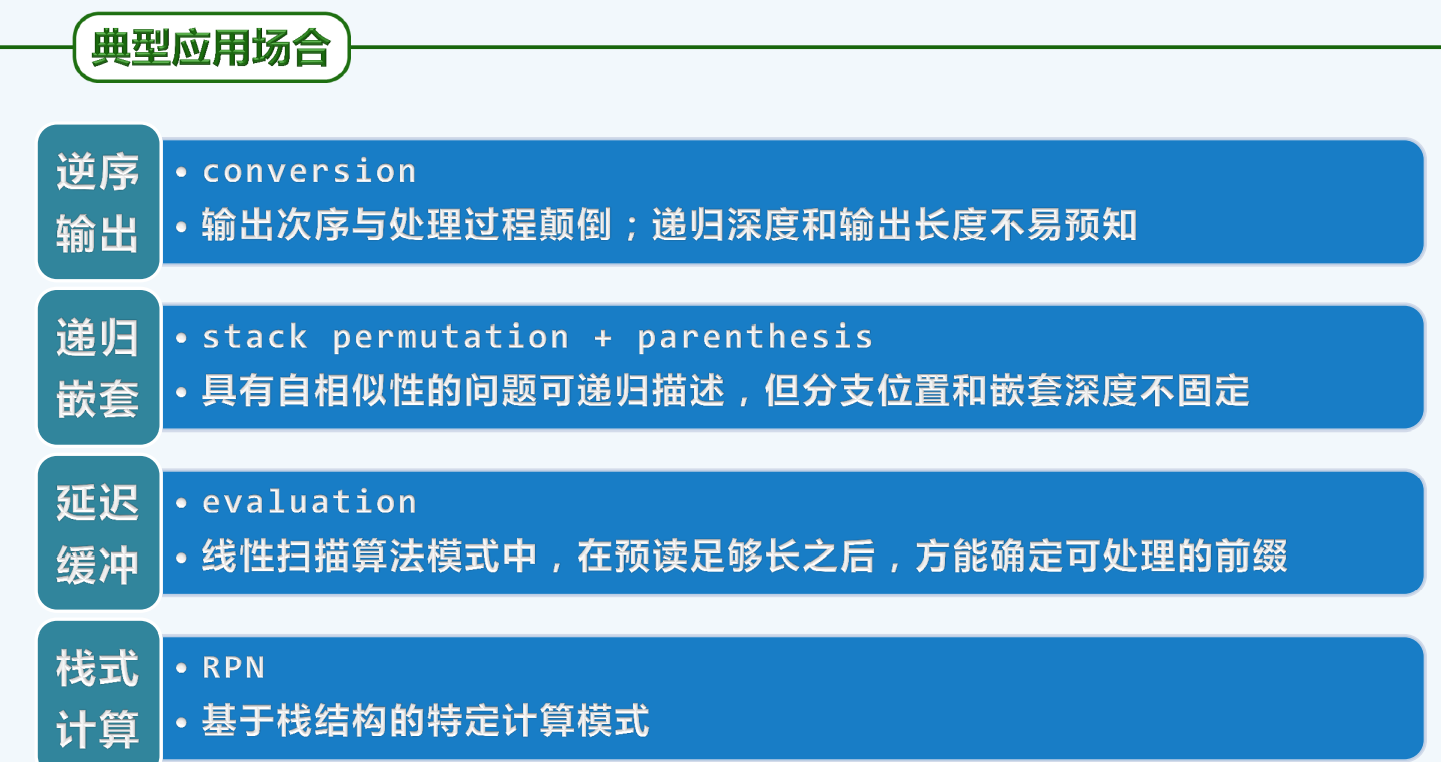 典型应用场合
逆序
输出
• conversion
• 输出次序与处理过程颠倒；递归深度和输出长度不易预知
递归
嵌套
• stack permutation + parenthesis
• 具有自相似性的问题可递归描述，但分支位置和嵌套深度不固定
延迟
缓冲
• evaluation
• 线性扫描算法模式中，在预读足够长之后，方能确定可处理的前缀
栈式
计算
• RPN
• 基于栈结构的特定计算模式